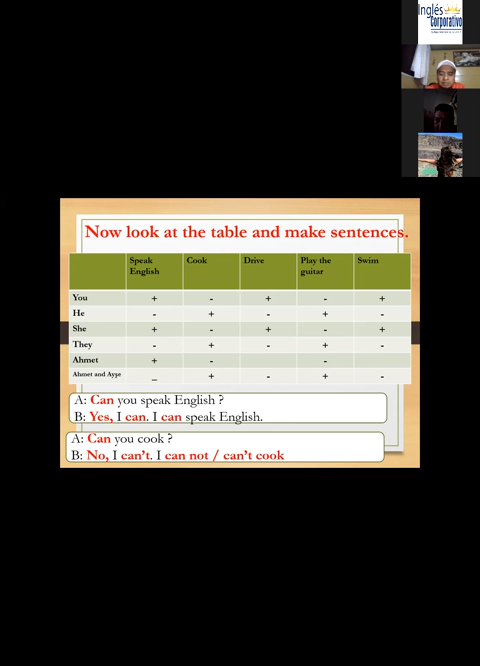 Inglés
Corporativo
Now look at the table and make sentences.
Speak English Cook Drive Play the guitar Swim
You + - + - +
He - + - + -
She + - + - +
They - + - + -
Ahmet + - -
Ahmet and Ayşe _ + - + -
A: Can you speak English ?
B: Yes, I can. I can speak English.
A: Can you cook ?
B: No, I can't. I can not / can't cook